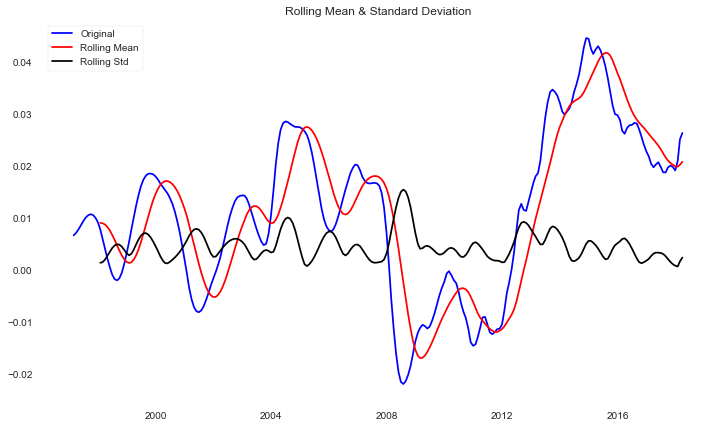 Rolling Mean & Standard Deviation
Original
Rolling Mean
Rolling Std
0.04
0.03
0.02
0.01
0.00
−0.01
−0.02
2000 2004 2008 2012 2016